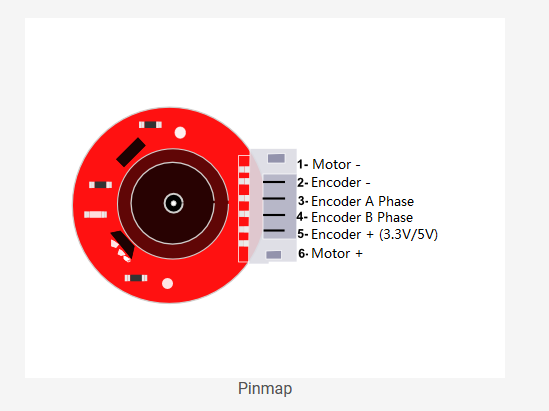 1- Motor -
2- Encoder -
3- Encoder A Phase
4- Encoder B Phase
5- Encoder + (3.3V/5V)
6- Motor +
Pinmap